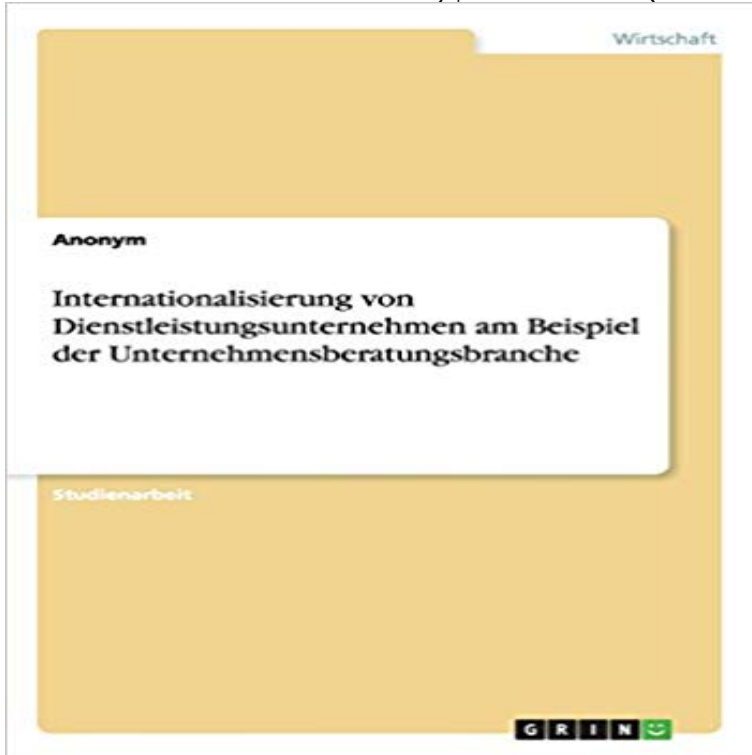 Wirtschaft
Anonym
Internationalisierung von
Dienstleistungsunternehmen am Beispiel
der Unternehmensberatungsbranche
Studienarbeit
GRIN